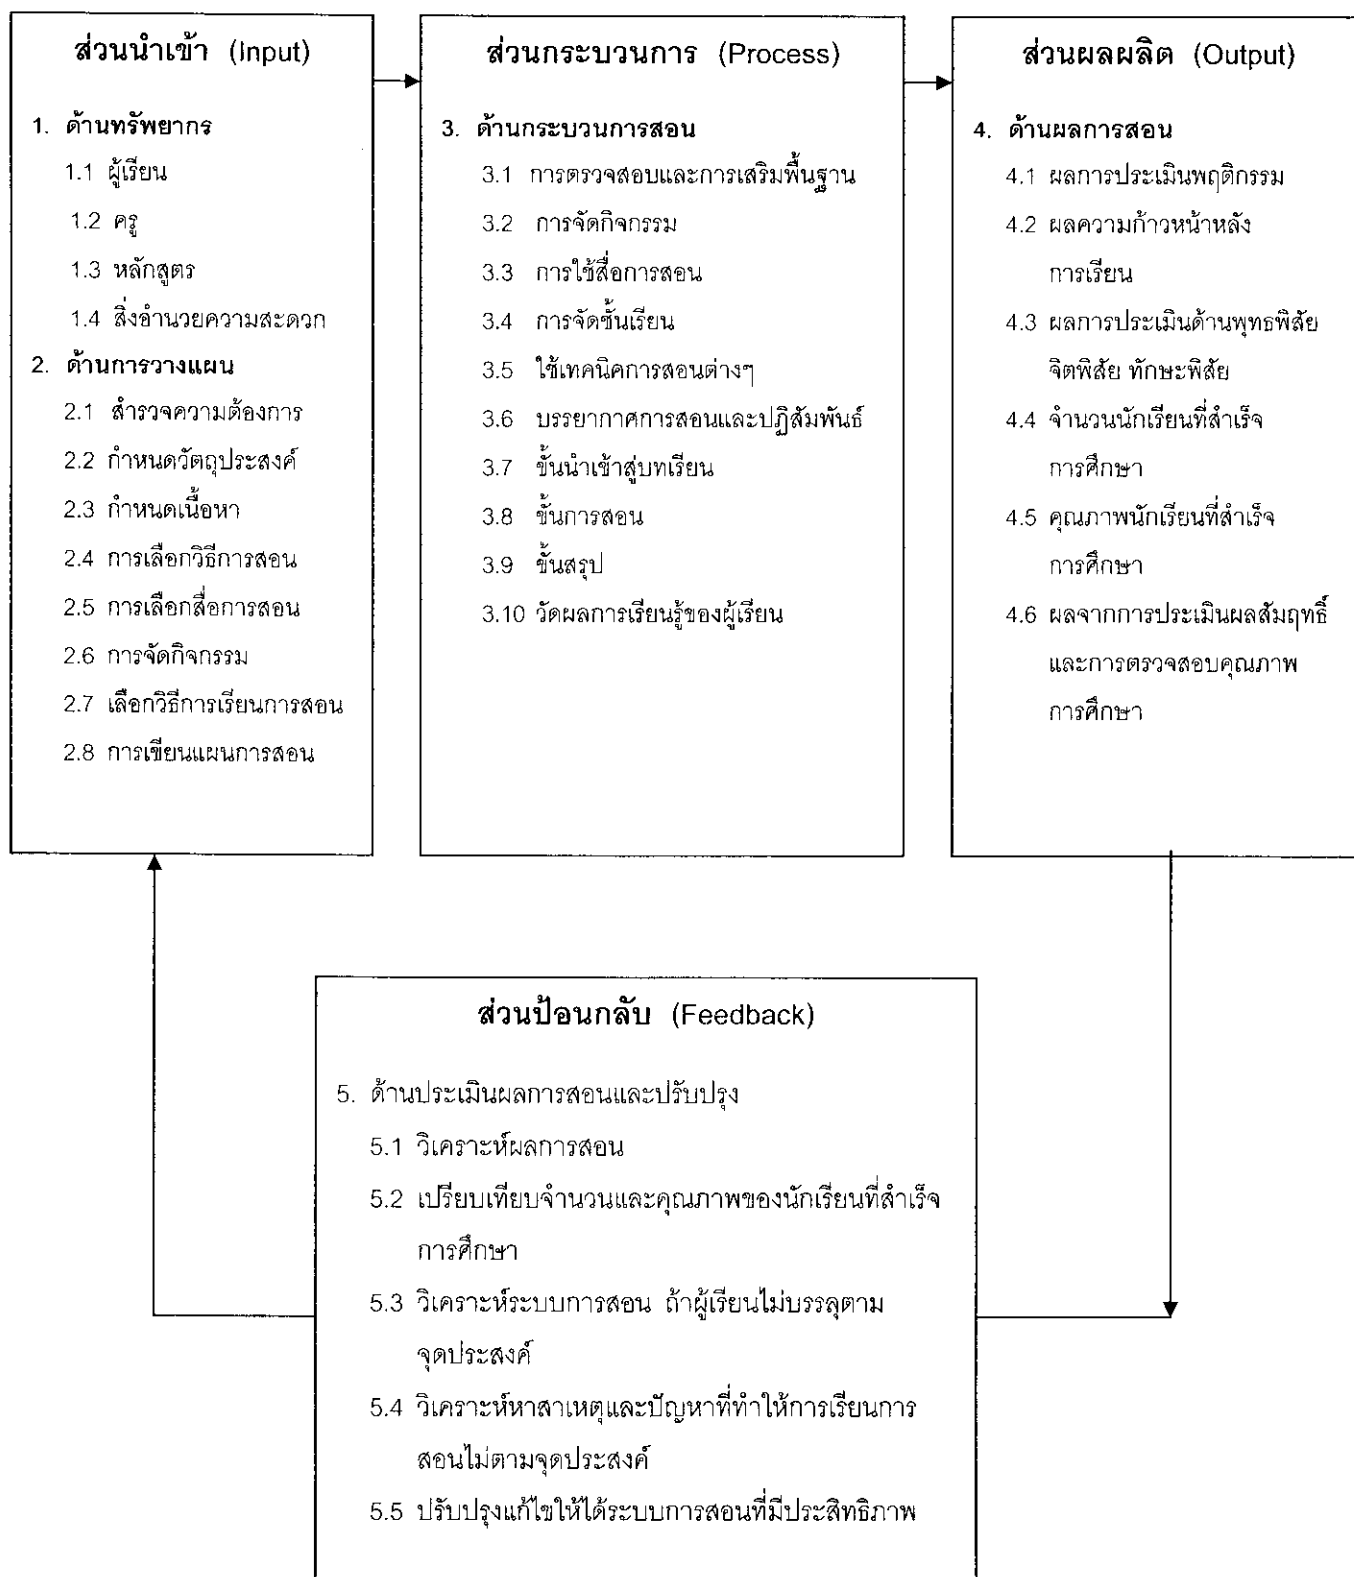 ส่วนนำเข้า (Input)
1. ด้านทรัพยากร
1.1 ผู้เรียน
1.2 ครู
1.3 หลักสูตร
1.4 สิ่งอำนวยความสะดวก
2. ด้านการวางแผน
2.1 สำรวจความต้องการ
2.2 กำหนดวัตถุประสงค์
2.3 กำหนดเนื้อหา
2.4 การเลือกวิธีการสอน
2.5 การเลือกสื่อการสอน
2.6 การจัดกิจกรรม
2.7 เลือกวิธีการเรียนการสอน
2.8 การเขียนแผนการสอน
ส่วนกระบวนการ (Process)
3. ด้านกระบวนการสอน
3.1 การตรวจสอบและการเสริมพื้นฐาน
3.2 การจัดกิจกรรม
3.3 การใช้สื่อการสอน
3.4 การจัดชั้นเรียน
3.5 ใช้เทคนิคการสอนต่างๆ
3.6 บรรยากาศการสอนและปฏิสัมพันธ์
3.7 ขั้นนำเข้าสู่บทเรียน
3.8 ขั้นการสอน
3.9 ขั้นสรุป
3.10 วัดผลการเรียนรู้ของผู้เรียน
ส่วนผลผลิต (Output)
4. ด้านผลการสอน
4.1 ผลการประเมินพฤติกรรม
4.2 ผลความก้าวหน้าหลัง
การเรียน
4.3 ผลการประเมินด้านพุทธพิสัย
จิตพิสัย ทักษะพิสัย
4.4 จำนวนนักเรียนที่สำเร็จ
การศึกษา
4.5 คุณภาพนักเรียนที่สำเร็จ
การศึกษา
4.6 ผลจากการประเมินผลสัมฤทธิ์
และการตรวจสอบคุณภาพ
การศึกษา
ส่วนป้อนกลับ (Feedback)
5. ด้านประเมินผลการสอนและปรับปรุง
5.1 วิเคราะห์ผลการสอน
5.2 เปรียบเทียบจำนวนและคุณภาพของนักเรียนที่สำเร็จ
การศึกษา
5.3 วิเคราะห์ระบบการสอน ถ้าผู้เรียนไม่บรรลุตาม
จุดประสงค์
5.4 วิเคราะห์หาสาเหตุและปัญหาที่ทำให้การเรียนการ
สอนไม่ตามจุดประสงค์
5.5 ปรับปรุงแก้ไขให้ได้ระบบการสอนที่มีประสิทธิภาพ